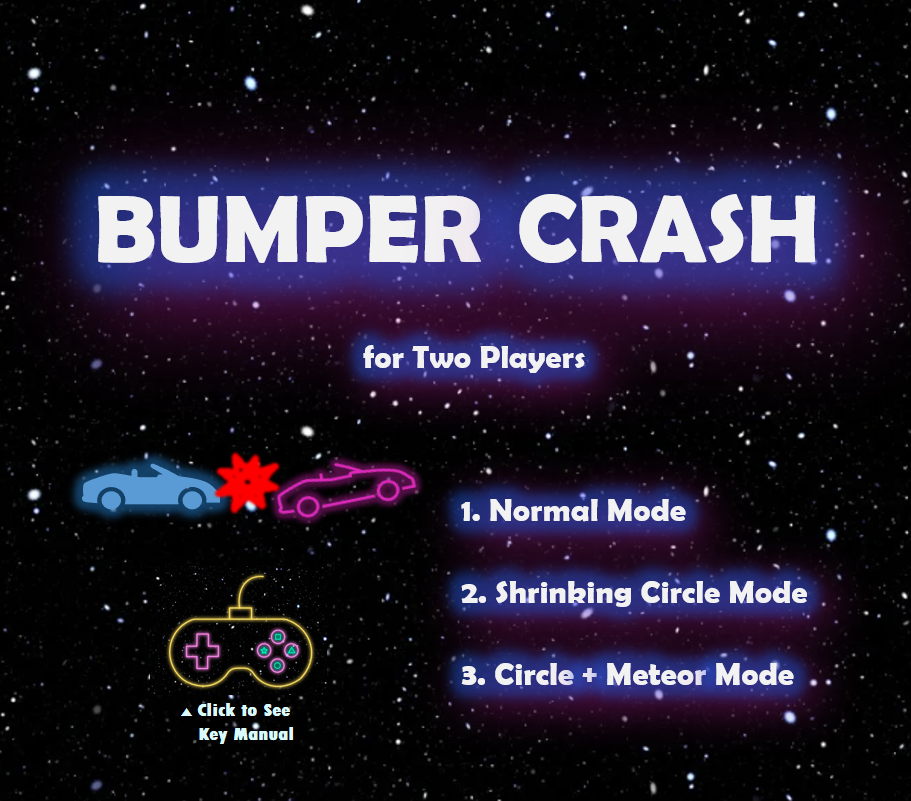 BUMPER CRASH
for Two Players
1. Normal Mode
2. Shrinking Circle Mode
3. Circle + Meteor Mode
▲ Click to See
Key Manual